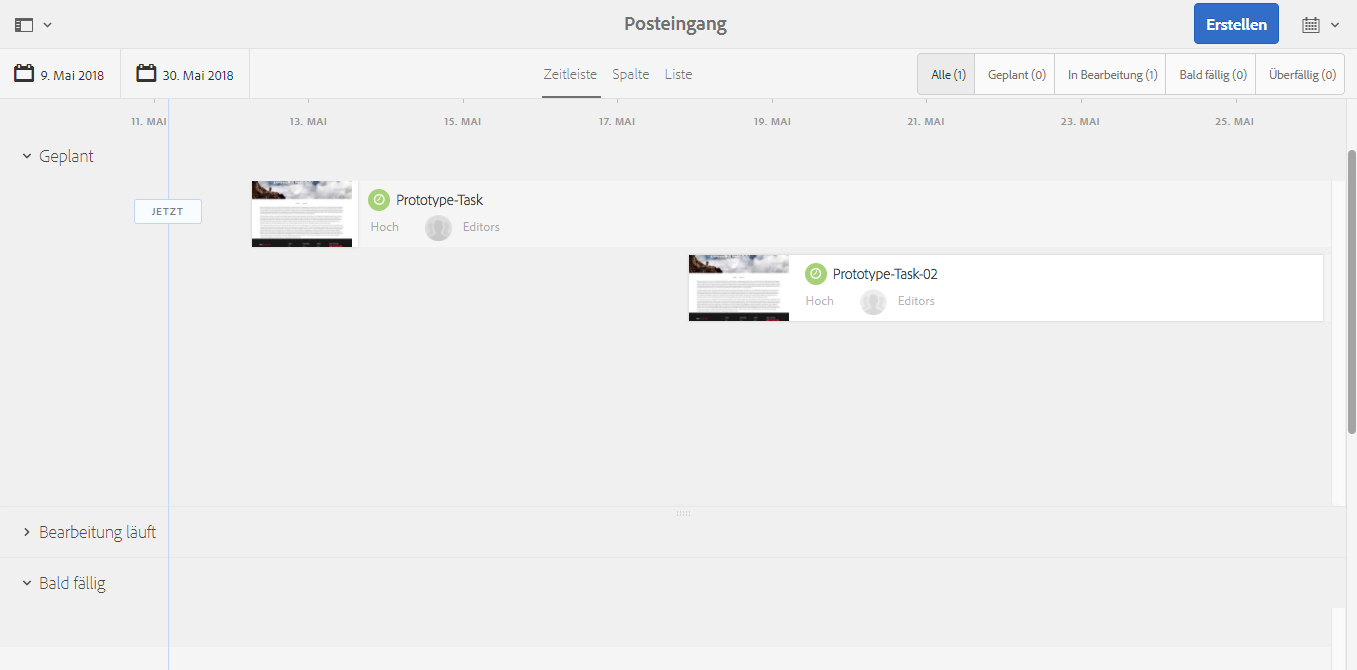 Posteingang
Erstellen
9. Mai 2018
30. Mai 2018
Zeitleiste
Spalte
Liste
Alle (1)
Geplant (0)
In Bearbeitung (1)
Bald fällig (0)
Überfällig (0)
11. MAI
13. MAI
15. MAI
17. MAI
19. MAI
21. MAI
23. MAI
25. MAI
Geplant
JETZT
Prototype-Task
Hoch
Editors
Prototype-Task-02
Hoch
Editors
Bearbeitung läuft
Bald fällig